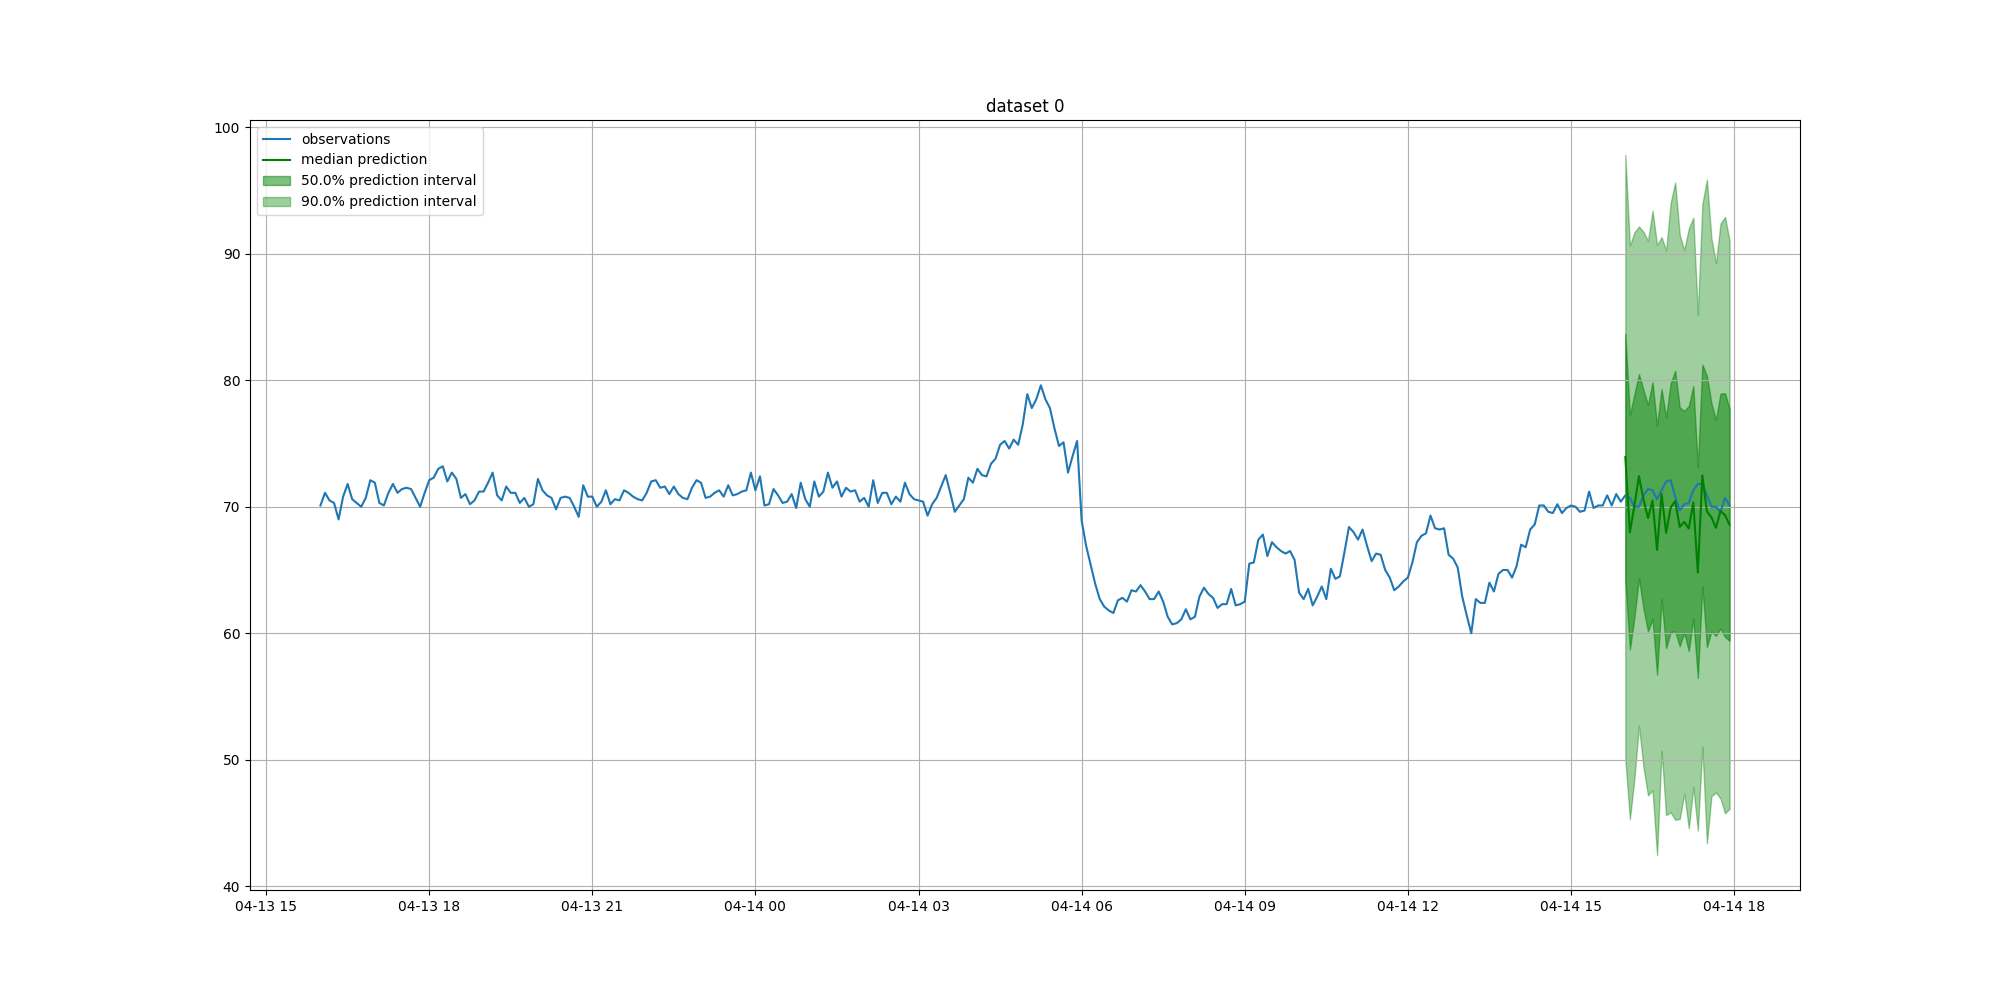 dataset 0
100
observations
median prediction
50.0% prediction interval
90.0% prediction interval
90
80
70
60
50
40
04-13 15 04-13 18 04-13 21 04-14 00 04-14 03 04-14 06 04-14 09 04-14 12 04-14 15 04-14 18